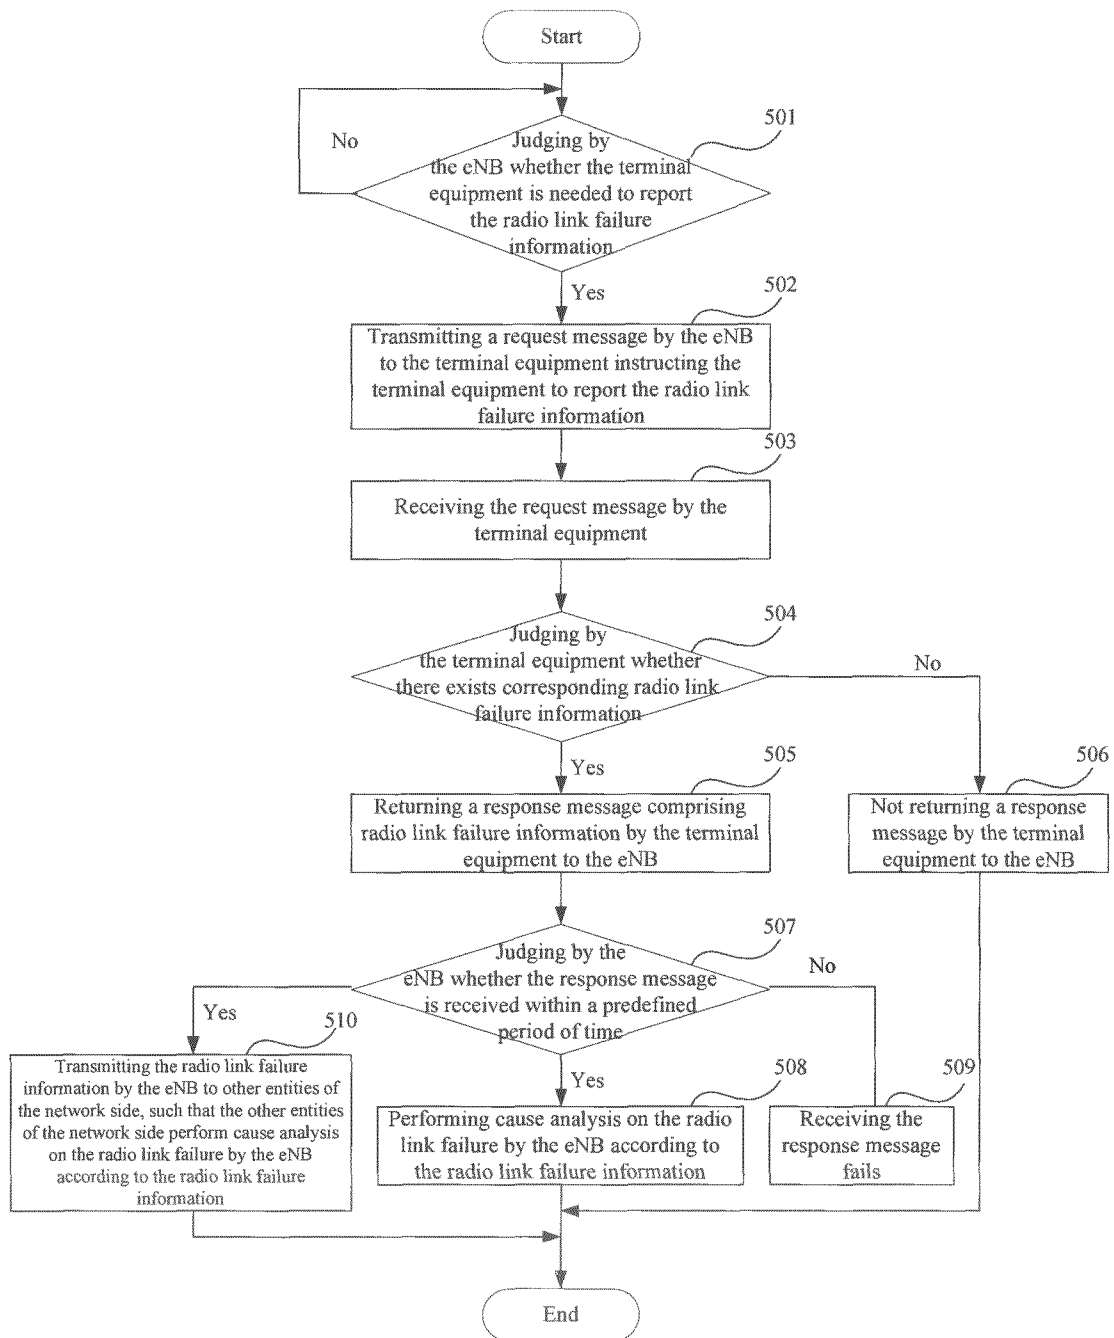 Start
501
No
Judging by
the eNB whether the terminal
equipment is needed to report
the radio link failure
information
Yes
502
Transmitting a request message by the eNB
to the terminal equipment instructing the
terminal equipment to report the radio link
failure information
503
Receiving the request message by the
terminal equipment
504
Judging by
the terminal equipment whether
there exists corresponding radio link
failure information
No
Yes
505
506
Returning a response message comprising
radio link failure information by the terminal
equipment to the eNB
Not returning a response
message by the terminal
equipment to the eNB
507
Judging by the
eNB whether the response message
is received within a predefined
period of time
No
Yes
510
Transmitting the radio link failure
information by the eNB to other entities of
the network side, such that the other entities
of the network side perform cause analysis
on the radio link failure by the eNB
according to the radio link failure
information
Yes
508
Performing cause analysis on the radio
link failure by the eNB according to
the radio link failure information
509
Receiving the
response message
fails
End